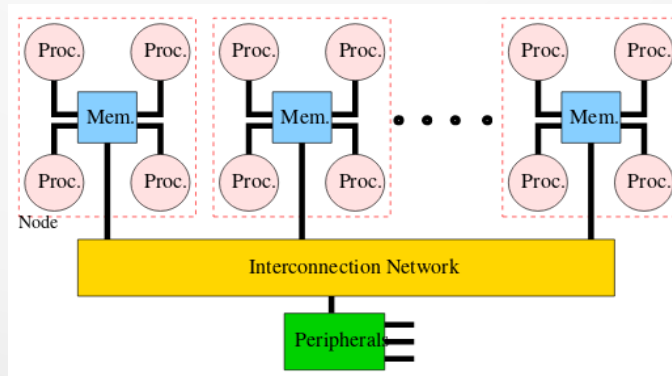 Proc. Proc. Proc. Proc. Proc. Proc.
Mem. Mem. Mem.
Proc. Proc. Proc. Proc. Proc. Proc.
Node
Interconnection Network
Peripherals